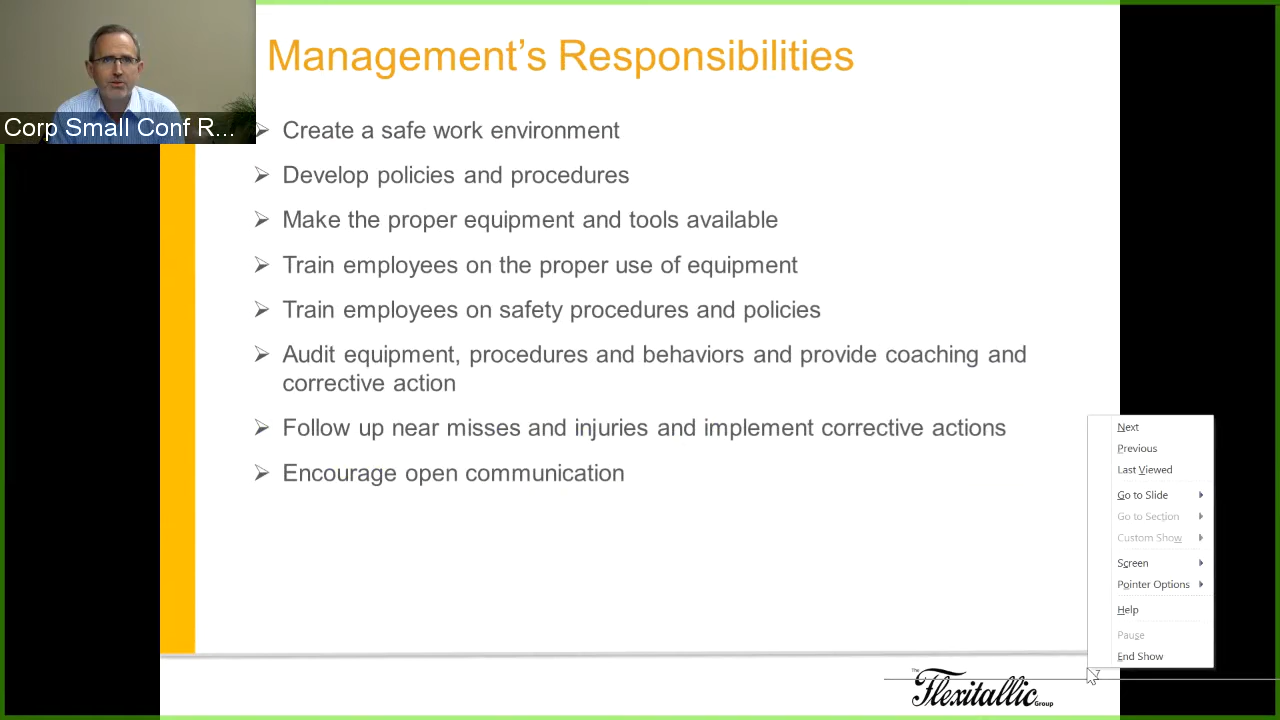 Management's Responsibilities
Corp Small Conf R...
Create a safe work environment
Develop policies and procedures
Make the proper equipment and tools available
Train employees on the proper use of equipment
Train employees on safety procedures and policies
Audit equipment, procedures and behaviors and provide coaching and
corrective action
Follow up near misses and injuries and implement corrective actions
Encourage open communication
Next
Previous
Last Viewed
Go to Slide
Go to Section
Custom Show
Screen
Pointer Options
Help
Pause
End Show
The
Flexitallic
Group
7